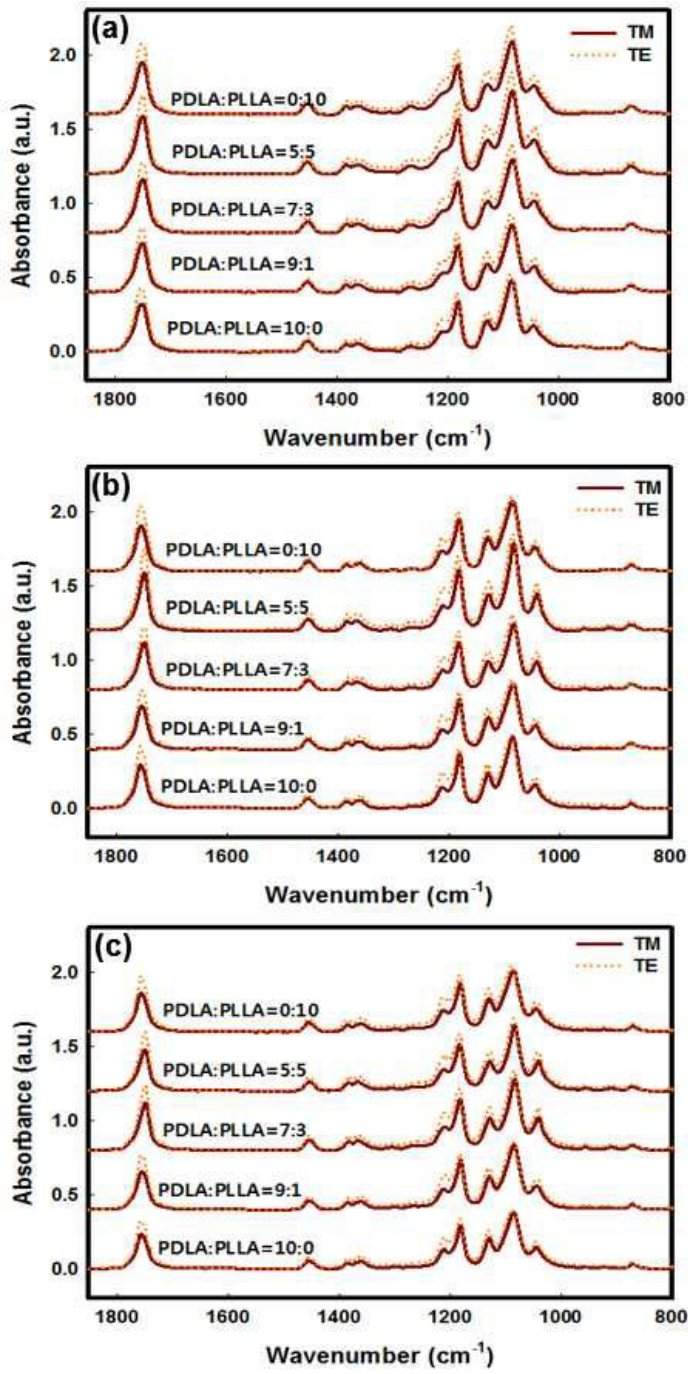 (a)
TM
TE
2.0
1.5
1.0
0.5
0.0
Absorbance (a.u.)
PDLA:PLLA=0:10
PDLA:PLLA=5:5
PDLA:PLLA=7:3
PDLA:PLLA=9:1
PDLA:PLLA=10:0
1800 1600 1400 1200 1000 800
Wavenumber (cm⁻¹)
(b)
TM
TE
2.0
1.5
1.0
0.5
0.0
Absorbance (a.u.)
PDLA:PLLA=0:10
PDLA:PLLA=5:5
PDLA:PLLA=7:3
PDLA:PLLA=9:1
PDLA:PLLA=10:0
1800 1600 1400 1200 1000 800
Wavenumber (cm⁻¹)
(c)
TM
TE
2.0
1.5
1.0
0.5
0.0
Absorbance (a.u.)
PDLA:PLLA=0:10
PDLA:PLLA=5:5
PDLA:PLLA=7:3
PDLA:PLLA=9:1
PDLA:PLLA=10:0
1800 1600 1400 1200 1000 800
Wavenumber (cm⁻¹)